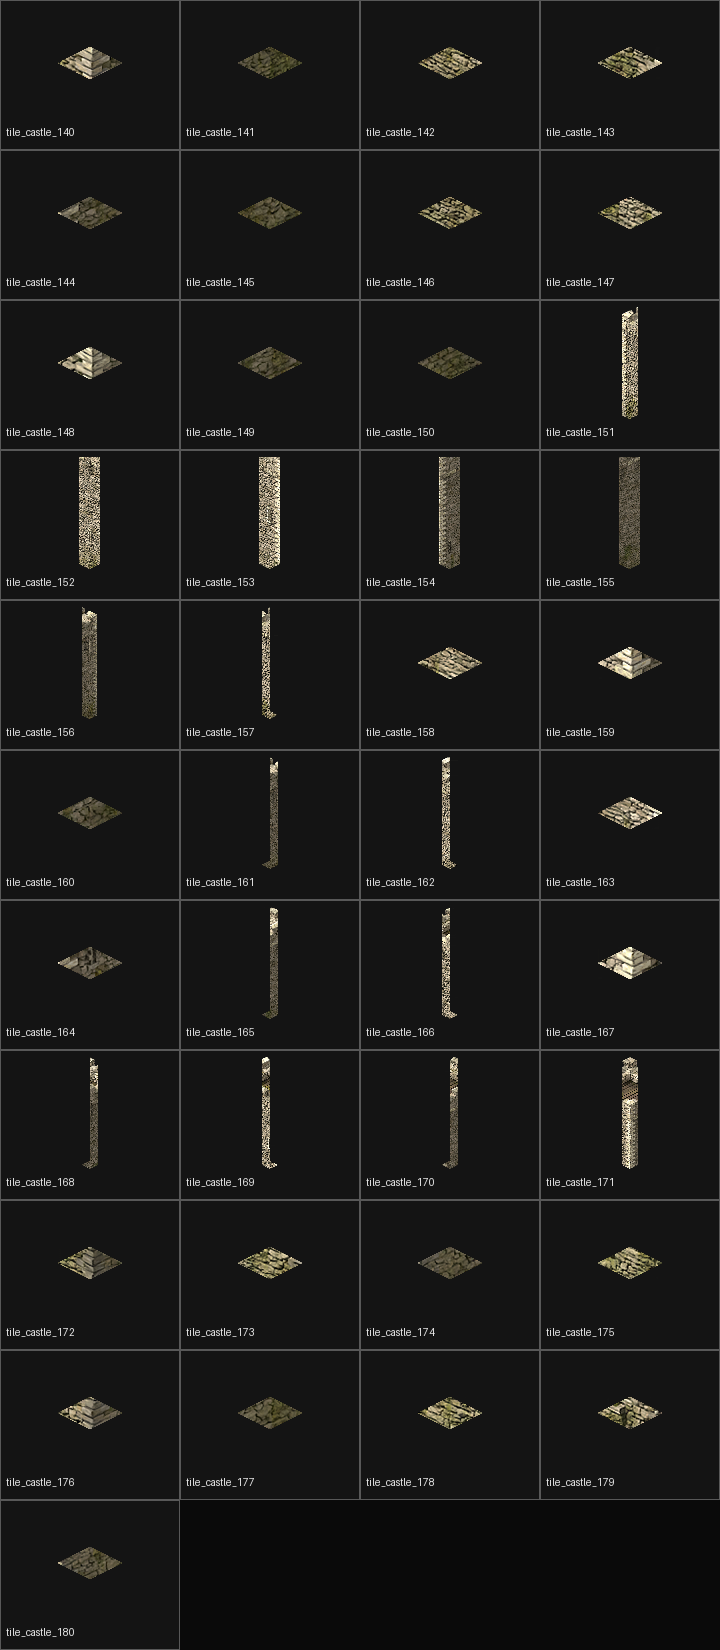 tile_castle_140
tile_castle_141
tile_castle_142
tile_castle_143
tile_castle_144
tile_castle_145
tile_castle_146
tile_castle_147
tile_castle_148
tile_castle_149
tile_castle_150
tile_castle_151
tile_castle_152
tile_castle_153
tile_castle_154
tile_castle_155
tile_castle_156
tile_castle_157
tile_castle_158
tile_castle_159
tile_castle_160
tile_castle_161
tile_castle_162
tile_castle_163
tile_castle_164
tile_castle_165
tile_castle_166
tile_castle_167
tile_castle_168
tile_castle_169
tile_castle_170
tile_castle_171
tile_castle_172
tile_castle_173
tile_castle_174
tile_castle_175
tile_castle_176
tile_castle_177
tile_castle_178
tile_castle_179
tile_castle_180